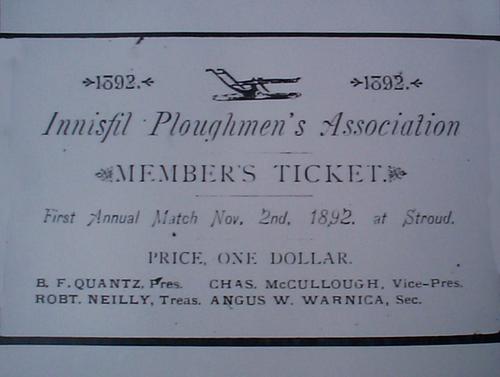 1892. 1892.
Innisfil Ploughmen's Association
MEMBER'S TICKET.
First Annual Match Nov. 2nd, 1892. at Stroud.
PRICE, ONE DOLLAR.
B. F. QUANTZ, Pres. CHAS. McCULLOUGH, Vice-Pres.
ROBT. NEILLY, Treas. ANGUS W. WARNICA, Sec.